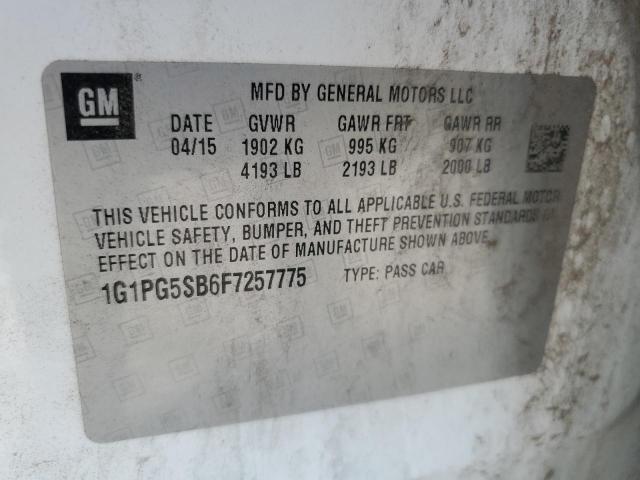 GM
MFD BY GENERAL MOTORS LLC
DATE GVWR GAWR FRT GAWR RR
04/15 1902 KG 995 KG 907 KG
4193 LB 2193 LB 2000 LB
THIS VEHICLE CONFORMS TO ALL APPLICABLE U.S. FEDERAL MOTOR
VEHICLE SAFETY, BUMPER, AND THEFT PREVENTION STANDARDS IN
EFFECT ON THE DATE OF MANUFACTURE SHOWN ABOVE.
1G1PG5SB6F7257775 TYPE: PASS CAR